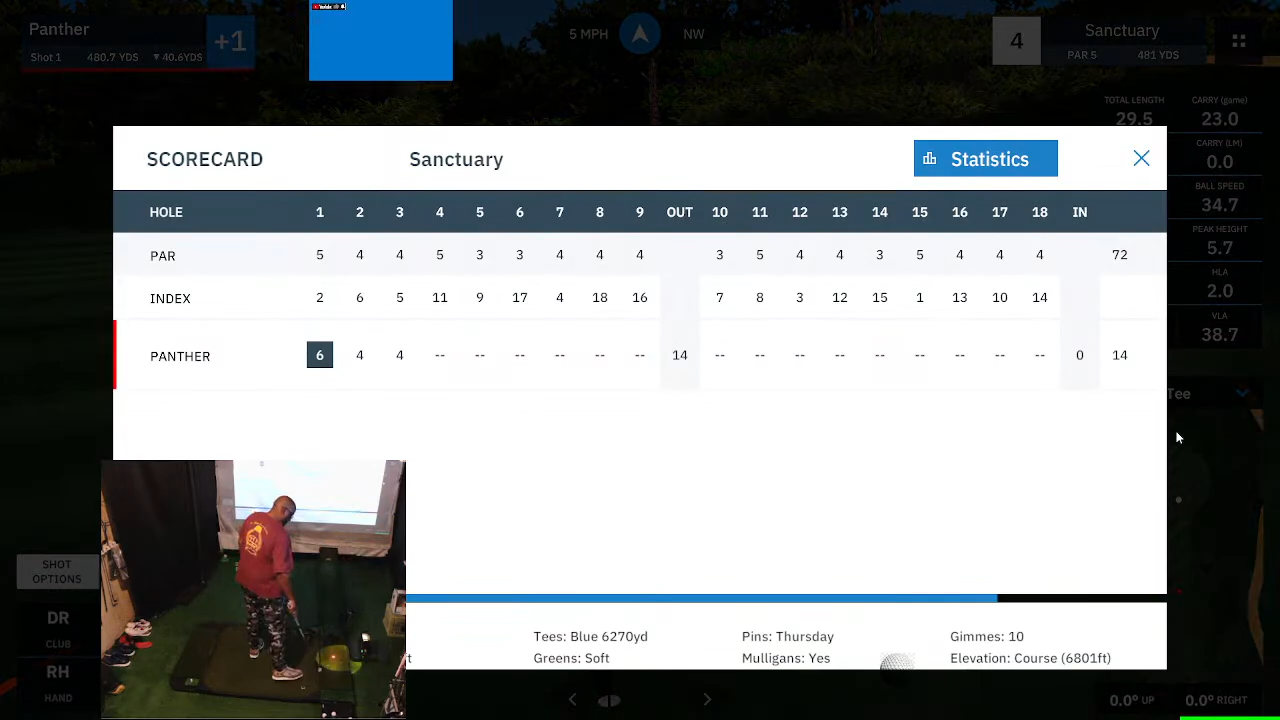 Panther
+1
Shot 1 480.7 YDS ▼40.6YDS
5 MPH NW
4
Sanctuary
PAR 5 481 YDS
TOTAL LENGTH
29.5
CARRY (game)
23.0
CARRY (LM)
0.0
BALL SPEED
34.7
PEAK HEIGHT
5.7
HLA
2.0
VLA
38.7
SCORECARD Sanctuary Statistics
HOLE 1 2 3 4 5 6 7 8 9 OUT 10 11 12 13 14 15 16 17 18 IN
PAR 5 4 4 5 3 3 4 4 4 3 5 4 4 3 5 4 4 4 72
INDEX 2 6 5 11 9 17 4 18 16 7 8 3 12 15 1 13 10 14
PANTHER 6 4 4 -- -- -- -- -- -- 14 -- -- -- -- -- -- -- -- -- 0 14
Tee
SHOT OPTIONS
DR
CLUB
RH
HAND
Tees: Blue 6270yd Pins: Thursday Gimmes: 10
t Greens: Soft Mulligans: Yes Elevation: Course (6801ft)
0.0° UP 0.0° RIGHT